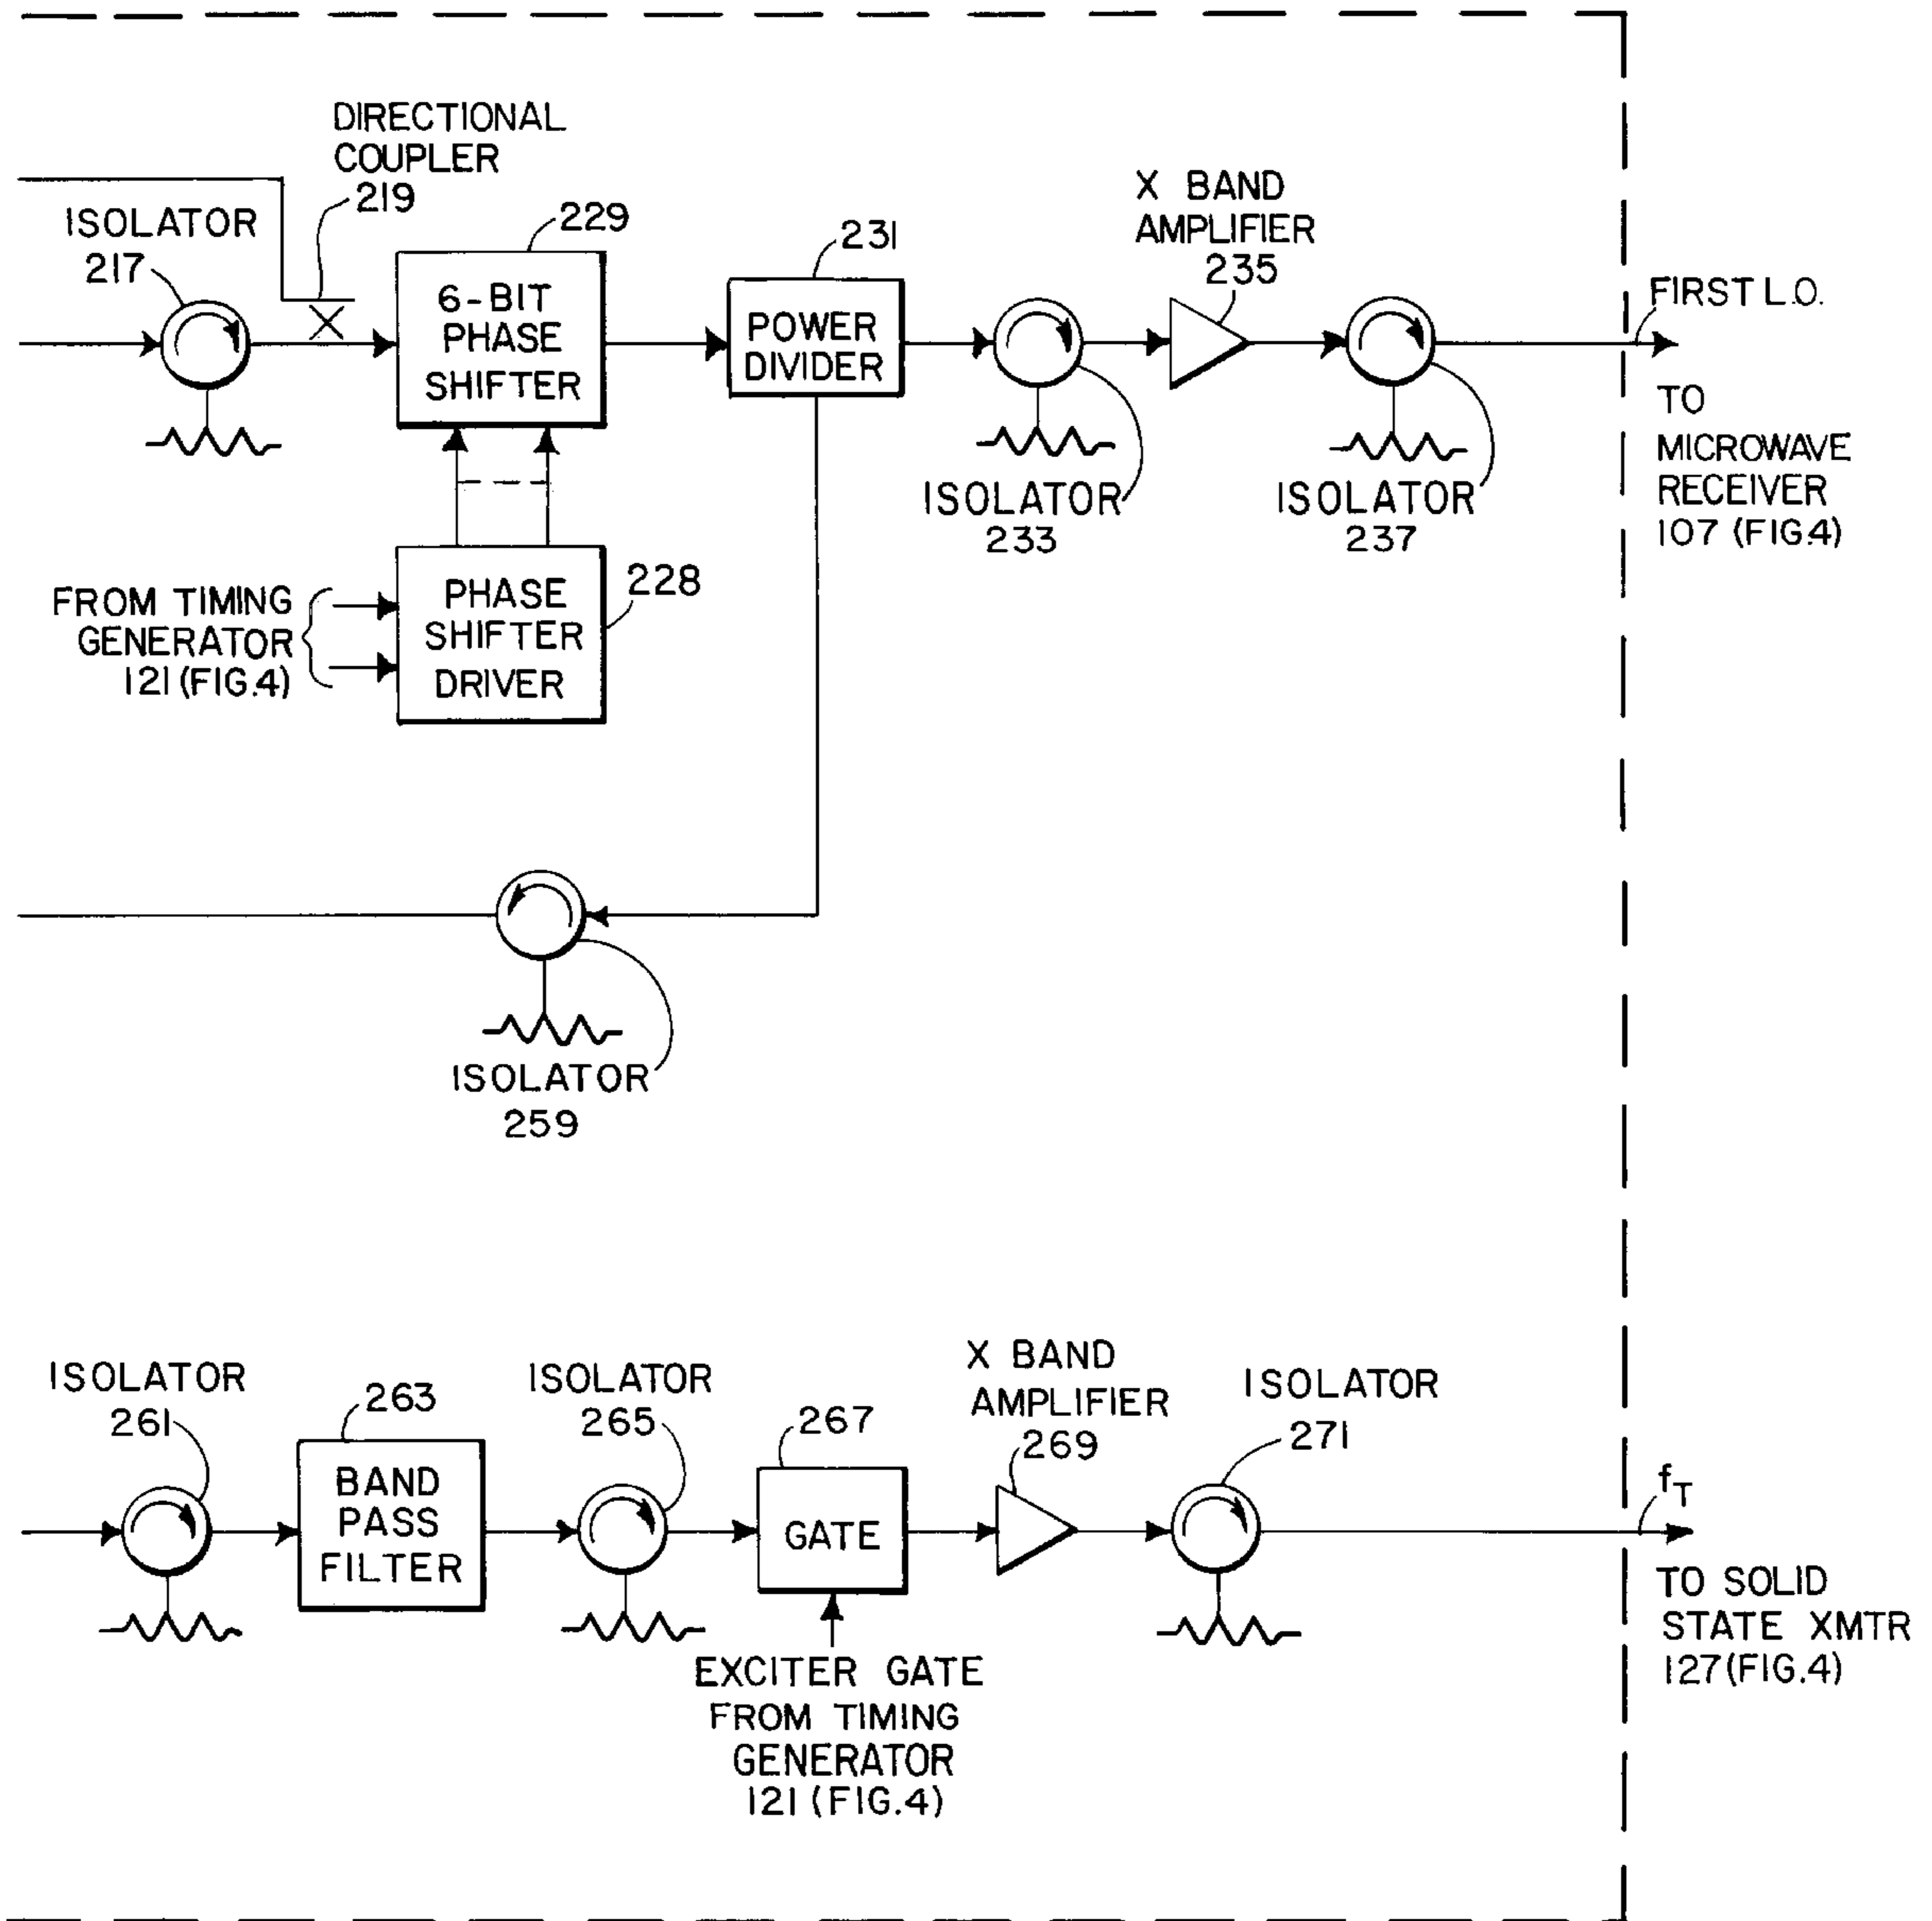 DIRECTIONAL
COUPLER
219
ISOLATOR
217
229
6-BIT
PHASE
SHIFTER
231
POWER
DIVIDER
X BAND
AMPLIFIER
235
FIRST L.O.
TO
MICROWAVE
RECEIVER
107 (FIG.4)
ISOLATOR
233
ISOLATOR
237
FROM TIMING
GENERATOR
121 (FIG.4)
228
PHASE
SHIFTER
DRIVER
ISOLATOR
259
ISOLATOR
261
263
BAND
PASS
FILTER
ISOLATOR
265
267
GATE
EXCITER GATE
FROM TIMING
GENERATOR
121 (FIG.4)
X BAND
AMPLIFIER
269
ISOLATOR
271
fT
TO SOLID
STATE XMTR
127 (FIG.4)